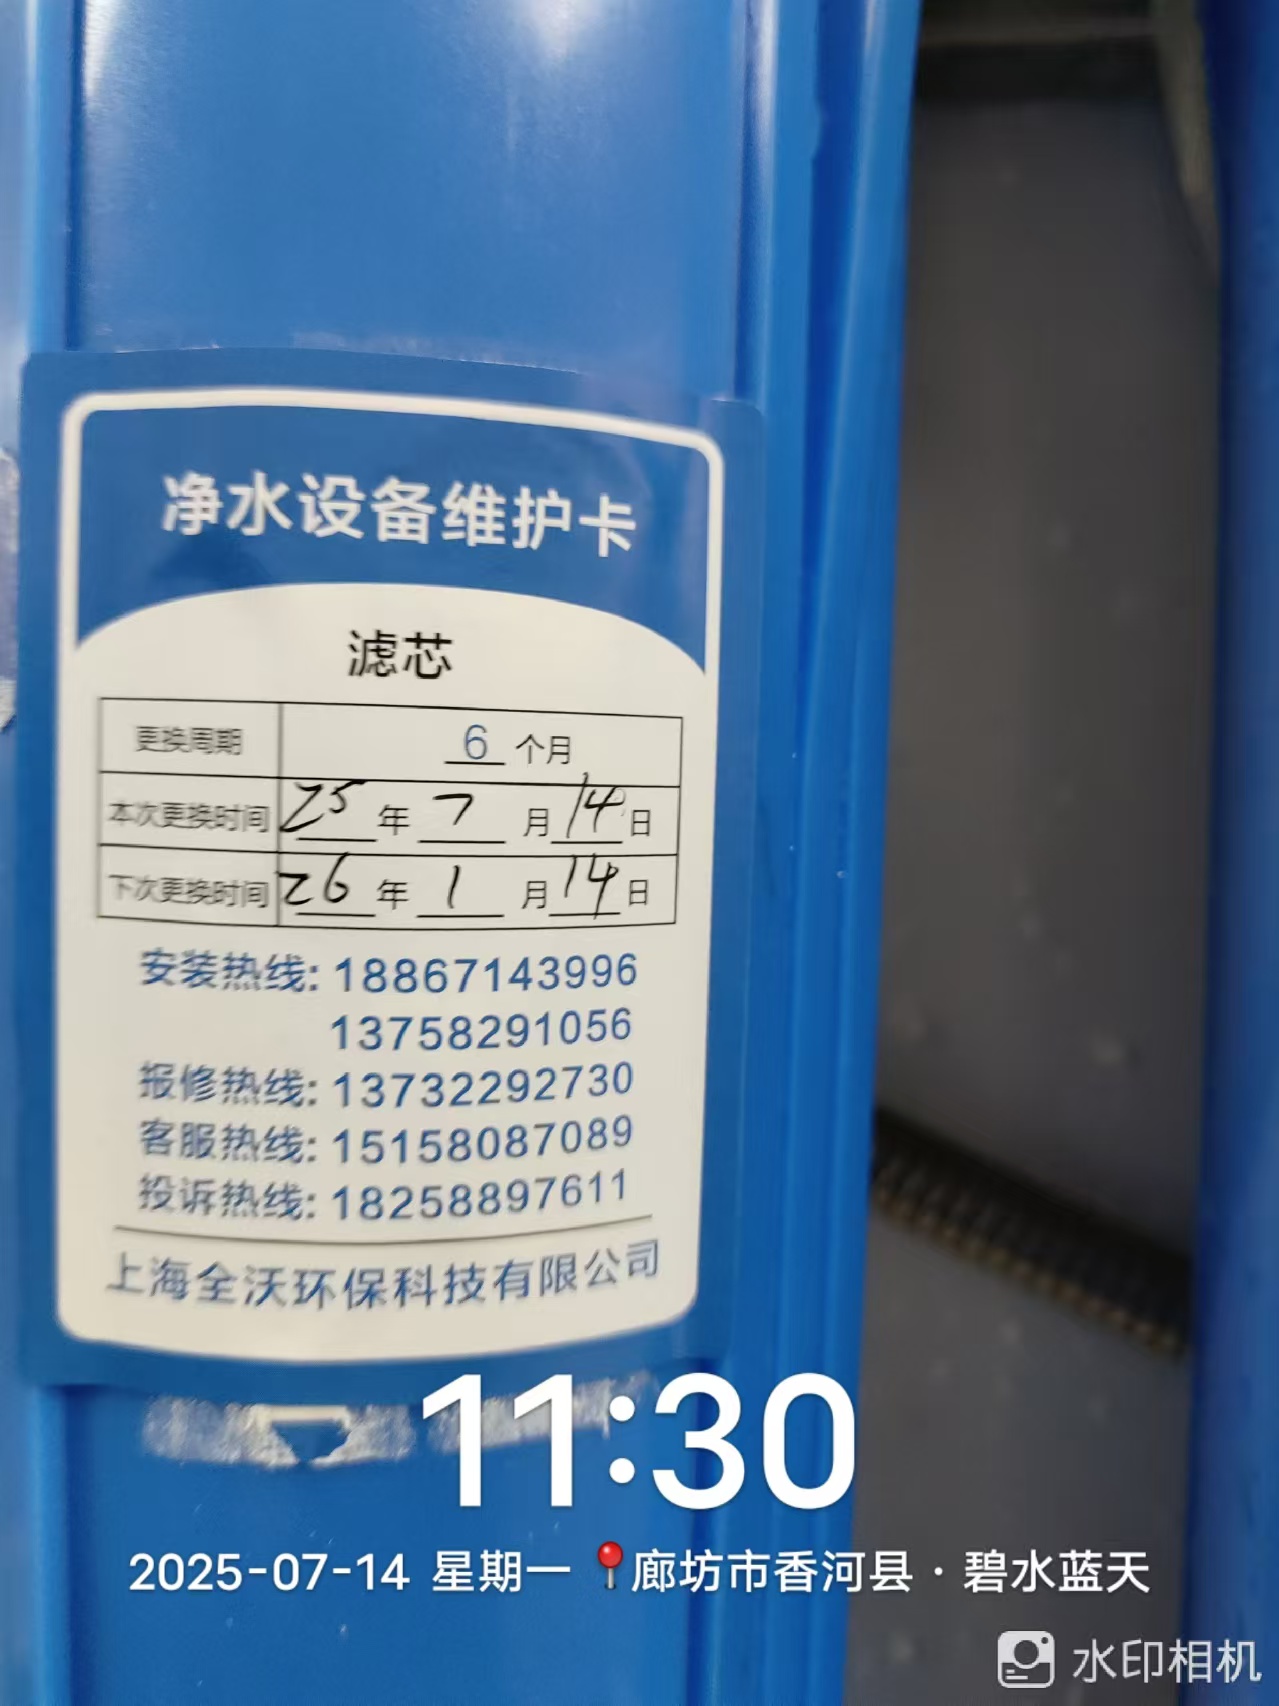 净水设备维护卡
滤芯
更换周期 6 个月
本次更换时间 25 年 7 月 14 日
下次更换时间 26 年 1 月 14 日
安装热线: 18867143996
13758291056
报修热线: 13732292730
客服热线: 15158087089
投诉热线: 18258897611
上海全沃环保科技有限公司
11:30
2025-07-14 星期一 📍廊坊市香河县·碧水蓝天
水印相机